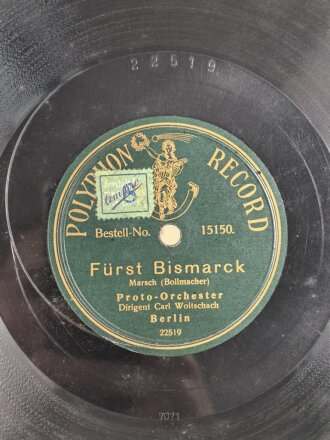 22519
POLYPHON RECORD
Bestell-No. 15150.
Fürst Bismarck
Marsch (Bollmacher)
Proto-Orchester
Dirigent Carl Woitschach
Berlin
22519
7071